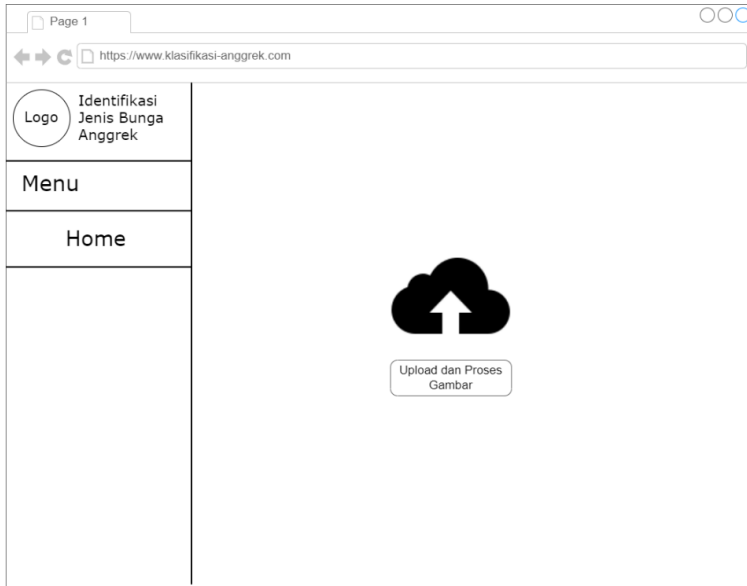 Page 1
https://www.klasifikasi-anggrek.com
Logo
Identifikasi
Jenis Bunga
Anggrek
Menu
Home
Upload dan Proses
Gambar